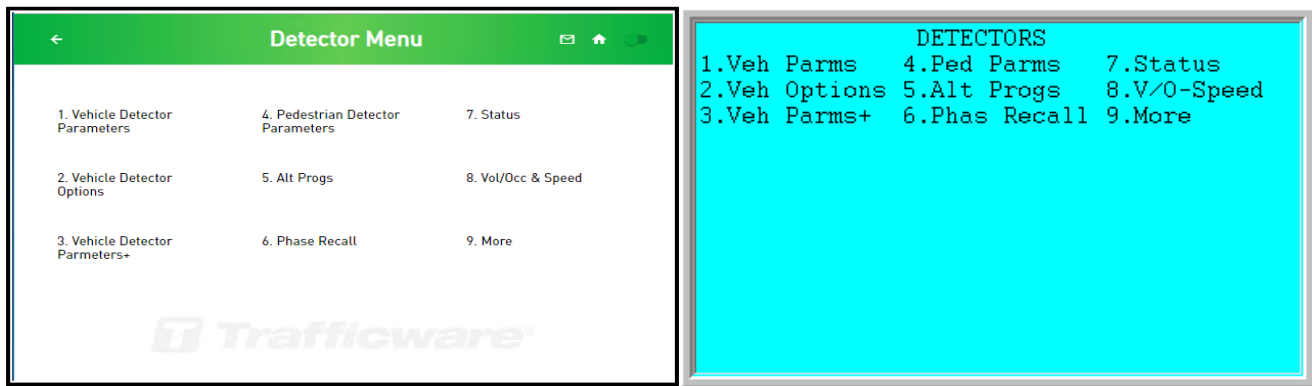 Detector Menu
1. Vehicle Detector
Parameters
4. Pedestrian Detector
Parameters
7. Status
2. Vehicle Detector
Options
5. Alt Progs
8. Vol/Occ & Speed
3. Vehicle Detector
Parmeters+
6. Phase Recall
9. More
Trafficware®
DETECTORS
1.Veh Parms 4.Ped Parms 7.Status
2.Veh Options 5.Alt Progs 8.V/O-Speed
3.Veh Parms+ 6.Phas Recall 9.More